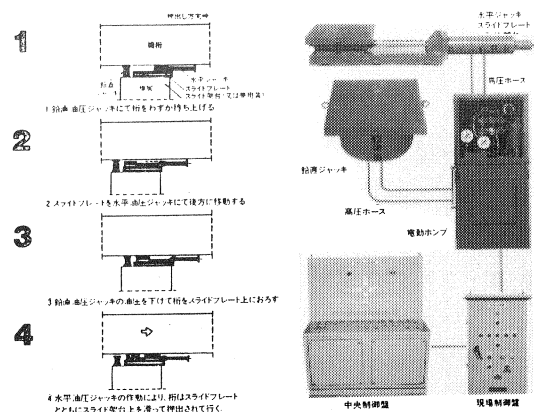 1
押出し方向
鋼桁
鉛直
水平ジャッキ
スライドプレート
橋脚
1 鉛直油圧ジャッキにて桁をわずか持ち上げる
2
2 スライドプレートを水平油圧ジャッキにて後方に移動する
3
3 鉛直油圧ジャッキの油圧を下げて桁をスライドプレート上におろす
4
4 水平油圧ジャッキの作動により、桁はスライドプレート
とともにスライド架台上を滑って押出されて行く.
水平ジャッキ
スライドプレート
高圧ホース
鉛直ジャッキ
高圧ホース
電動ポンプ
中央制御盤
現場制御盤